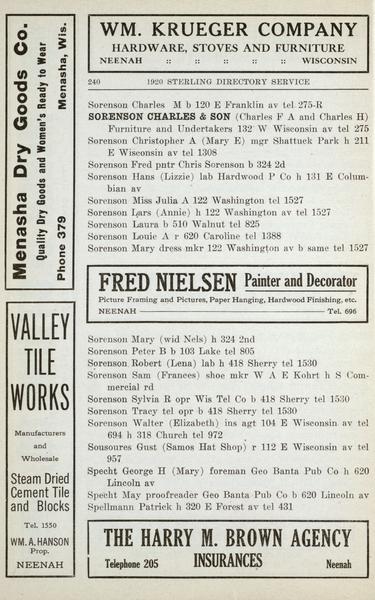 WM. KRUEGER COMPANY
HARDWARE, STOVES AND FURNITURE
NEENAH :: :: :: :: :: WISCONSIN
240 1920 STERLING DIRECTORY SERVICE
Sorenson Charles M b 120 E Franklin av tel 275-R
SORENSON CHARLES & SON (Charles F A and Charles H)
Furniture and Undertakers 132 W Wisconsin av tel 275
Sorenson Christopher A (Mary E) mgr Shattuck Park h 211
E Wisconsin av tel 1308
Sorenson Fred pntr Chris Sorenson b 324 2d
Sorenson Hans (Lizzie) lab Hardwood P Co h 131 E Colum-
bian av
Sorenson Miss Julia A 122 Washington tel 1527
Sorenson Lars (Annie) h 122 Washington av tel 1527
Sorenson Laura b 510 Walnut tel 825
Sorenson Louie A r 620 Caroline tel 1388
Sorenson Mary dress mkr 122 Washington av b same tel 1527
FRED NIELSEN Painter and Decorator
Picture Framing and Pictures, Paper Hanging, Hardwood Finishing, etc.
NEENAH Tel. 696
Sorenson Mary (wid Nels) h 324 2nd
Sorenson Peter B b 103 Lake tel 805
Sorenson Robert (Lena) lab h 418 Sherry tel 1530
Sorenson Sam (Frances) shoe mkr W A E Kohrt h S Com-
mercial rd
Sorenson Sylvia R opr Wis Tel Co b 418 Sherry tel 1530
Sorenson Tracy tel opr b 418 Sherry tel 1530
Sorenson Walter (Elizabeth) ins agt 104 E Wisconsin av tel
694 h 318 Church tel 972
Sousoures Gust (Samos Hat Shop) r 112 E Wisconsin av tel
957
Specht George H (Mary) foreman Geo Banta Pub Co h 620
Lincoln av
Specht May proofreader Geo Banta Pub Co b 620 Lincoln av
Spellmann Patrick h 320 E Forest av tel 431
THE HARRY M. BROWN AGENCY
Telephone 205 INSURANCES Neenah
Menasha Dry Goods Co.
Quality Dry Goods and Women's Ready to Wear
Phone 379 Menasha, Wis.
VALLEY
TILE
WORKS
Manufacturers
and
Wholesale
Steam Dried
Cement Tile
and Blocks
Tel. 1550
WM. A. HANSON
Prop.
NEENAH